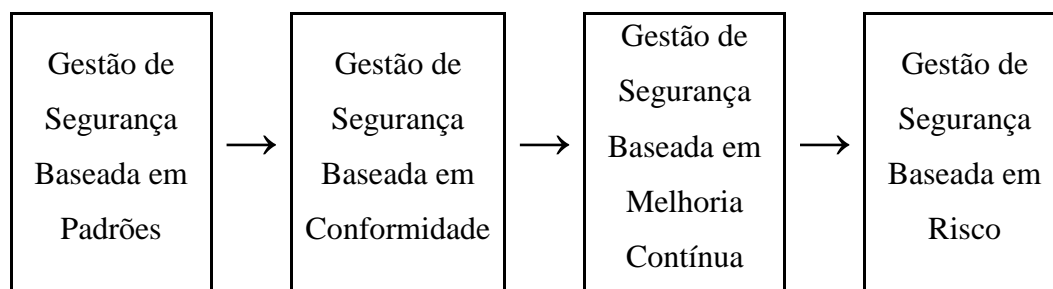 Gestão de
Segurança
Baseada em
Padrões
→
Gestão de
Segurança
Baseada em
Conformidade
→
Gestão de
Segurança
Baseada em
Melhoria
Contínua
→
Gestão de
Segurança
Baseada em
Risco